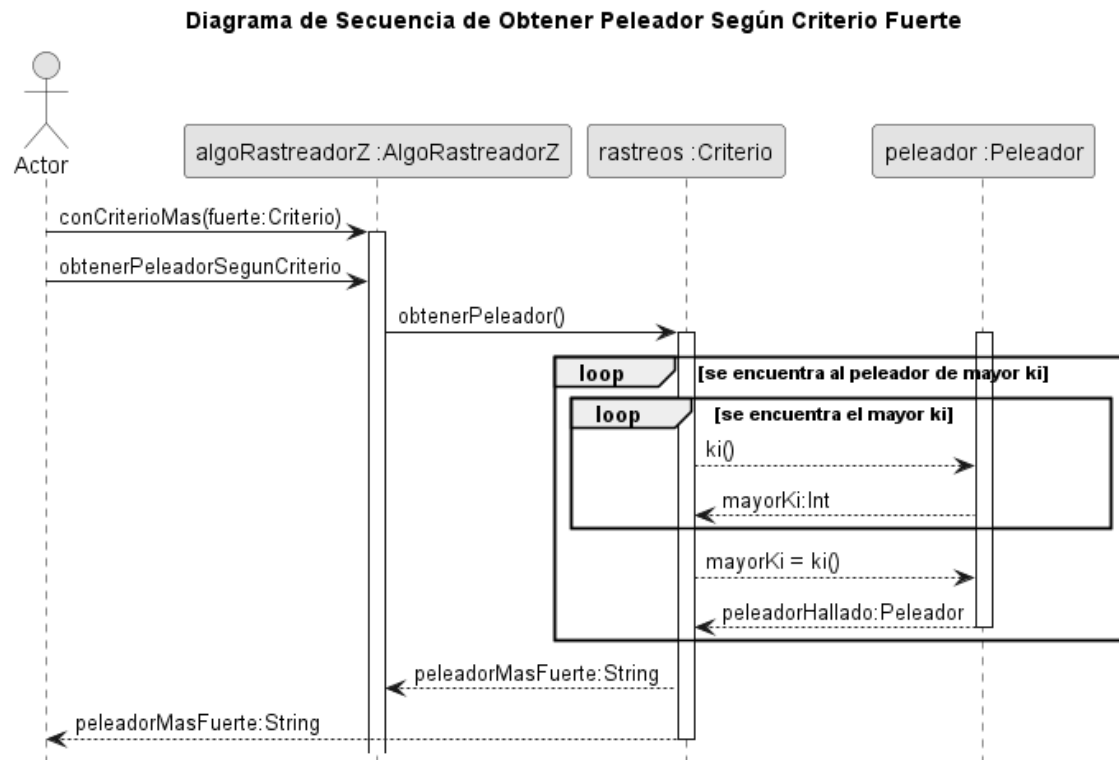 Diagrama de Secuencia de Obtener Peleador Según Criterio Fuerte
Actor
algoRastreadorZ :AlgoRastreadorZ
rastreos :Criterio
peleador :Peleador
conCriterioMas(fuerte:Criterio)
obtenerPeleadorSegunCriterio
obtenerPeleador()
loop [se encuentra al peleador de mayor ki]
loop [se encuentra el mayor ki]
ki()
mayorKi:Int
mayorKi = ki()
peleadorHallado:Peleador
peleadorMasFuerte:String
peleadorMasFuerte:String